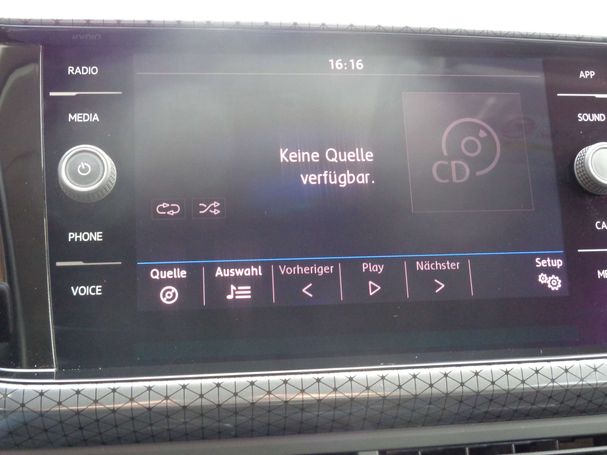 RADIO
MEDIA
PHONE
VOICE
16:16
Keine Quelle
verfügbar.
CD
Quelle
Auswahl
Vorheriger
Play
Nächster
Setup
APP
SOUND